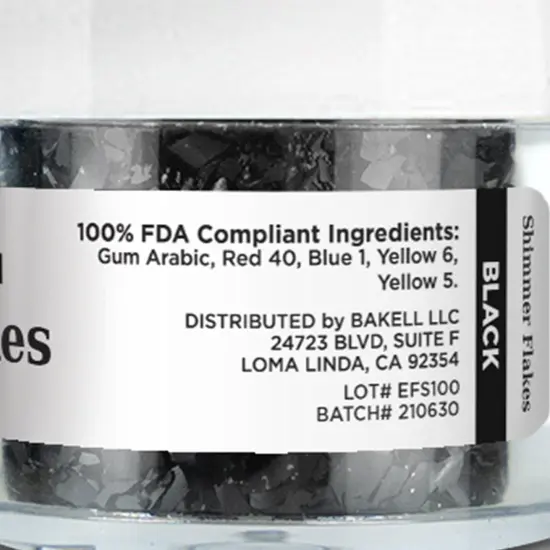 100% FDA Compliant Ingredients:
Gum Arabic, Red 40, Blue 1, Yellow 6,
Yellow 5.
DISTRIBUTED by BAKELL LLC
24723 BLVD, SUITE F
LOMA LINDA, CA 92354
LOT# EFS100
BATCH# 210630
BLACK
Shimmer Flakes